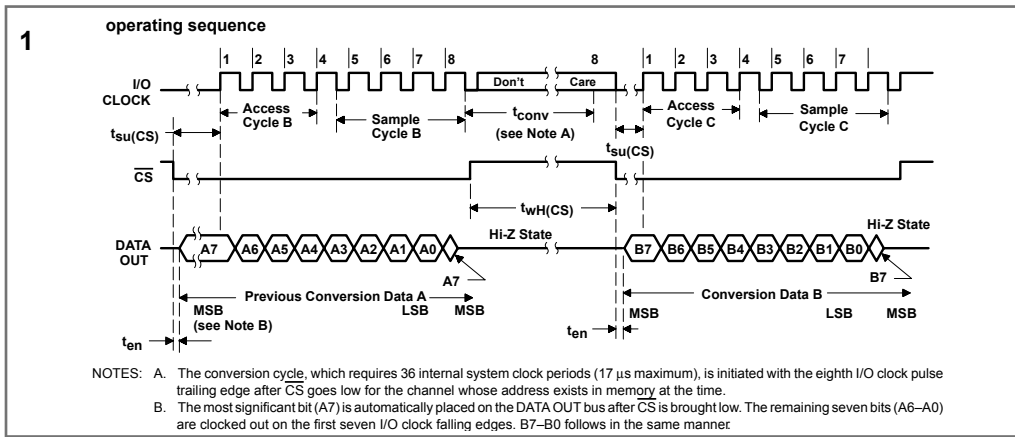 1
operating sequence
1 2 3 4 5 6 7 8 8 1 2 3 4 5 6 7
I/O
CLOCK
Don't Care
Access
Cycle B
Sample
Cycle B
tconv
(see Note A)
Access
Cycle C
Sample
Cycle C
tsu(CS)
tsu(CS)
CS
twH(CS)
Hi-Z State
DATA
OUT
A7 A6 A5 A4 A3 A2 A1 A0
Hi-Z State
B7 B6 B5 B4 B3 B2 B1 B0
A7
B7
Previous Conversion Data A
Conversion Data B
MSB
(see Note B)
LSB MSB
MSB LSB MSB
ten
ten
NOTES: A. The conversion cycle, which requires 36 internal system clock periods (17 μs maximum), is initiated with the eighth I/O clock pulse
trailing edge after CS goes low for the channel whose address exists in memory at the time.
B. The most significant bit (A7) is automatically placed on the DATA OUT bus after CS is brought low. The remaining seven bits (A6–A0)
are clocked out on the first seven I/O clock falling edges. B7–B0 follows in the same manner.